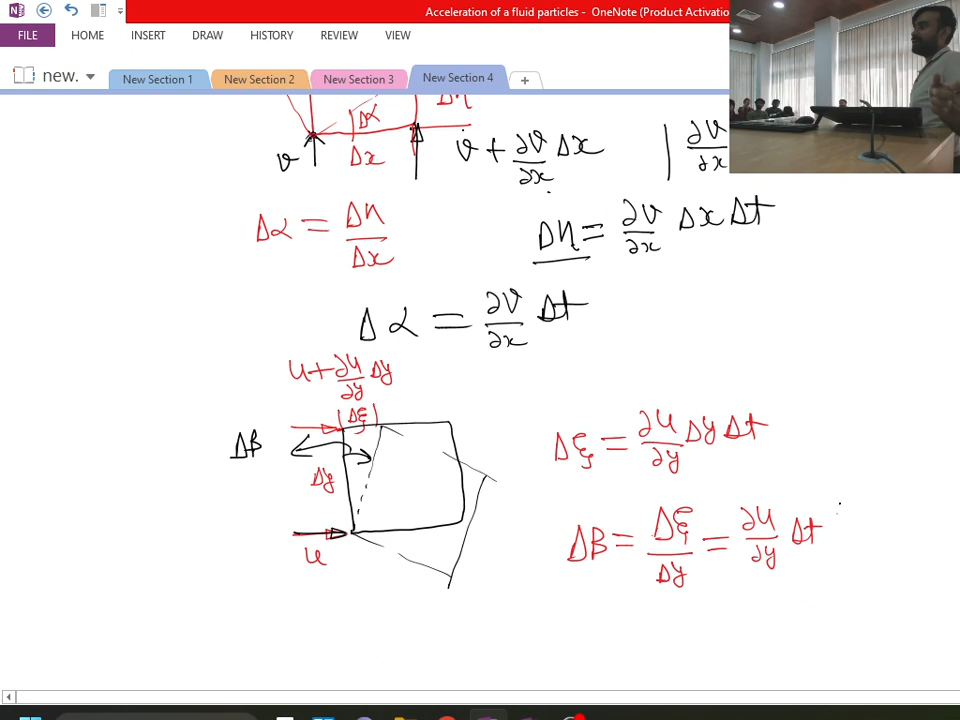 Acceleration of a fluid particles - OneNote (Product Activatio
FILE HOME INSERT DRAW HISTORY REVIEW VIEW
new. New Section 1 New Section 2 New Section 3 New Section 4 +
Δα Δη
v Δx v + ∂v/∂x Δx | ∂v/∂x
Δα = Δη/Δx Δη = ∂v/∂x Δx Δt
Δα = ∂v/∂x Δt
u + ∂u/∂y Δy
Δξ
Δβ Δξ = ∂u/∂y Δy Δt
Δy
u Δβ = Δξ/Δy = ∂u/∂y Δt